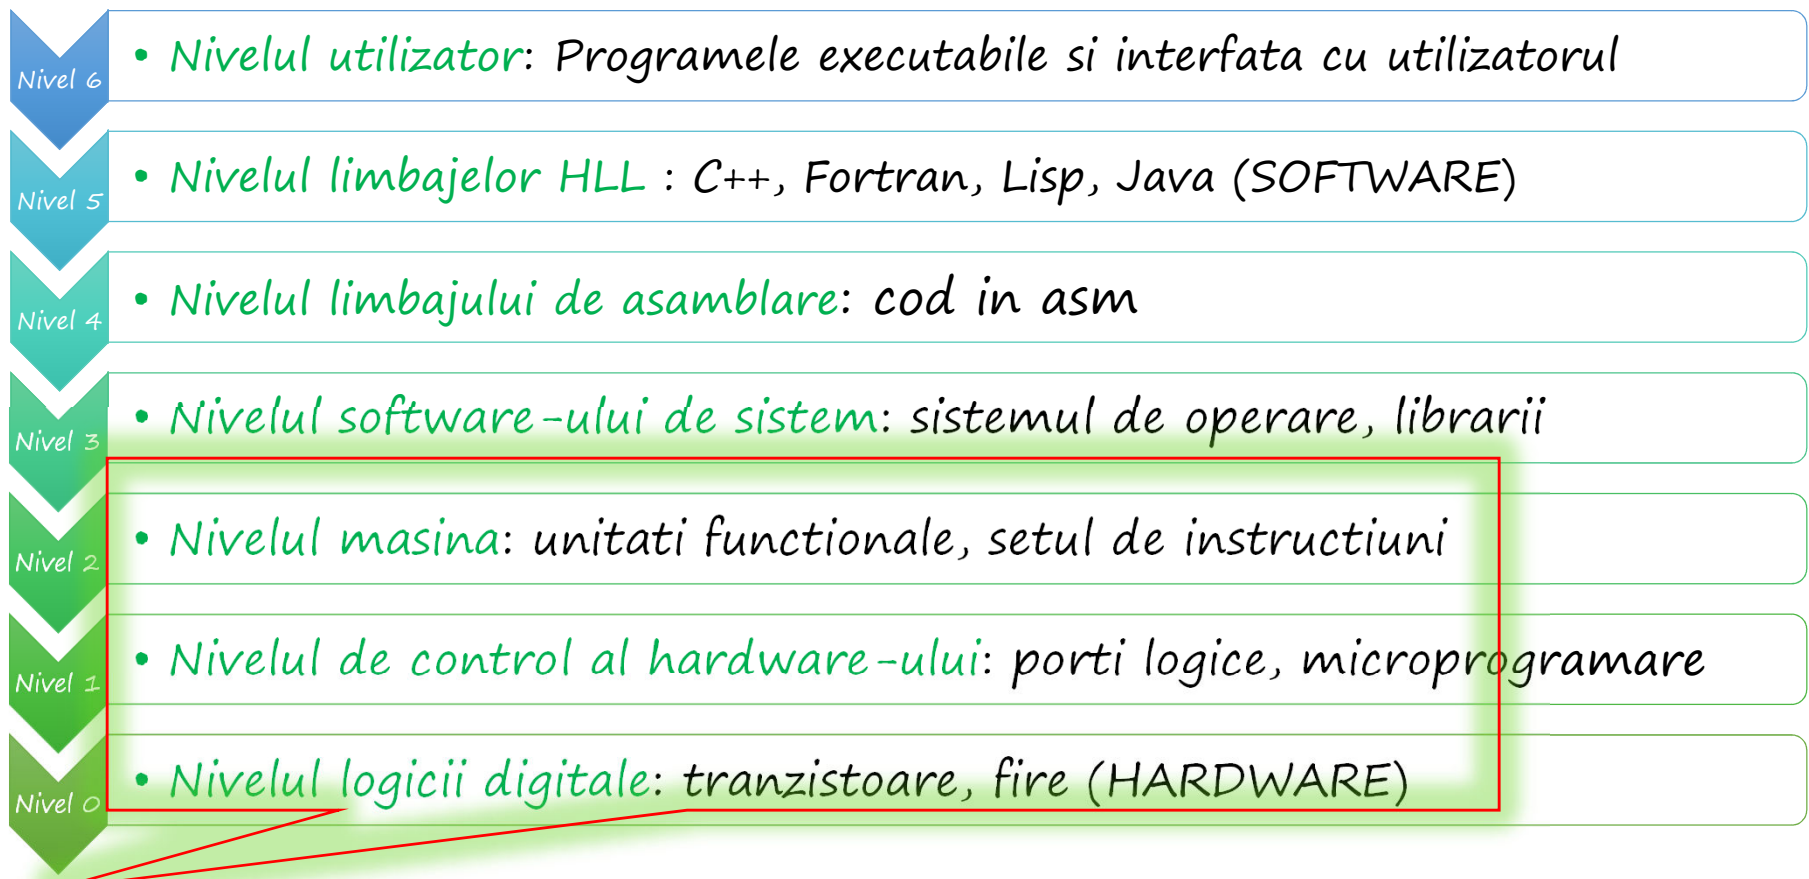 Nivel 6
• Nivelul utilizator: Programele executabile si interfata cu utilizatorul
Nivel 5
• Nivelul limbajelor HLL : C++, Fortran, Lisp, Java (SOFTWARE)
Nivel 4
• Nivelul limbajului de asamblare: cod in asm
Nivel 3
• Nivelul software-ului de sistem: sistemul de operare, librarii
Nivel 2
• Nivelul masina: unitati functionale, setul de instructiuni
Nivel 1
• Nivelul de control al hardware-ului: porti logice, microprogramare
Nivel 0
• Nivelul logicii digitale: tranzistoare, fire (HARDWARE)